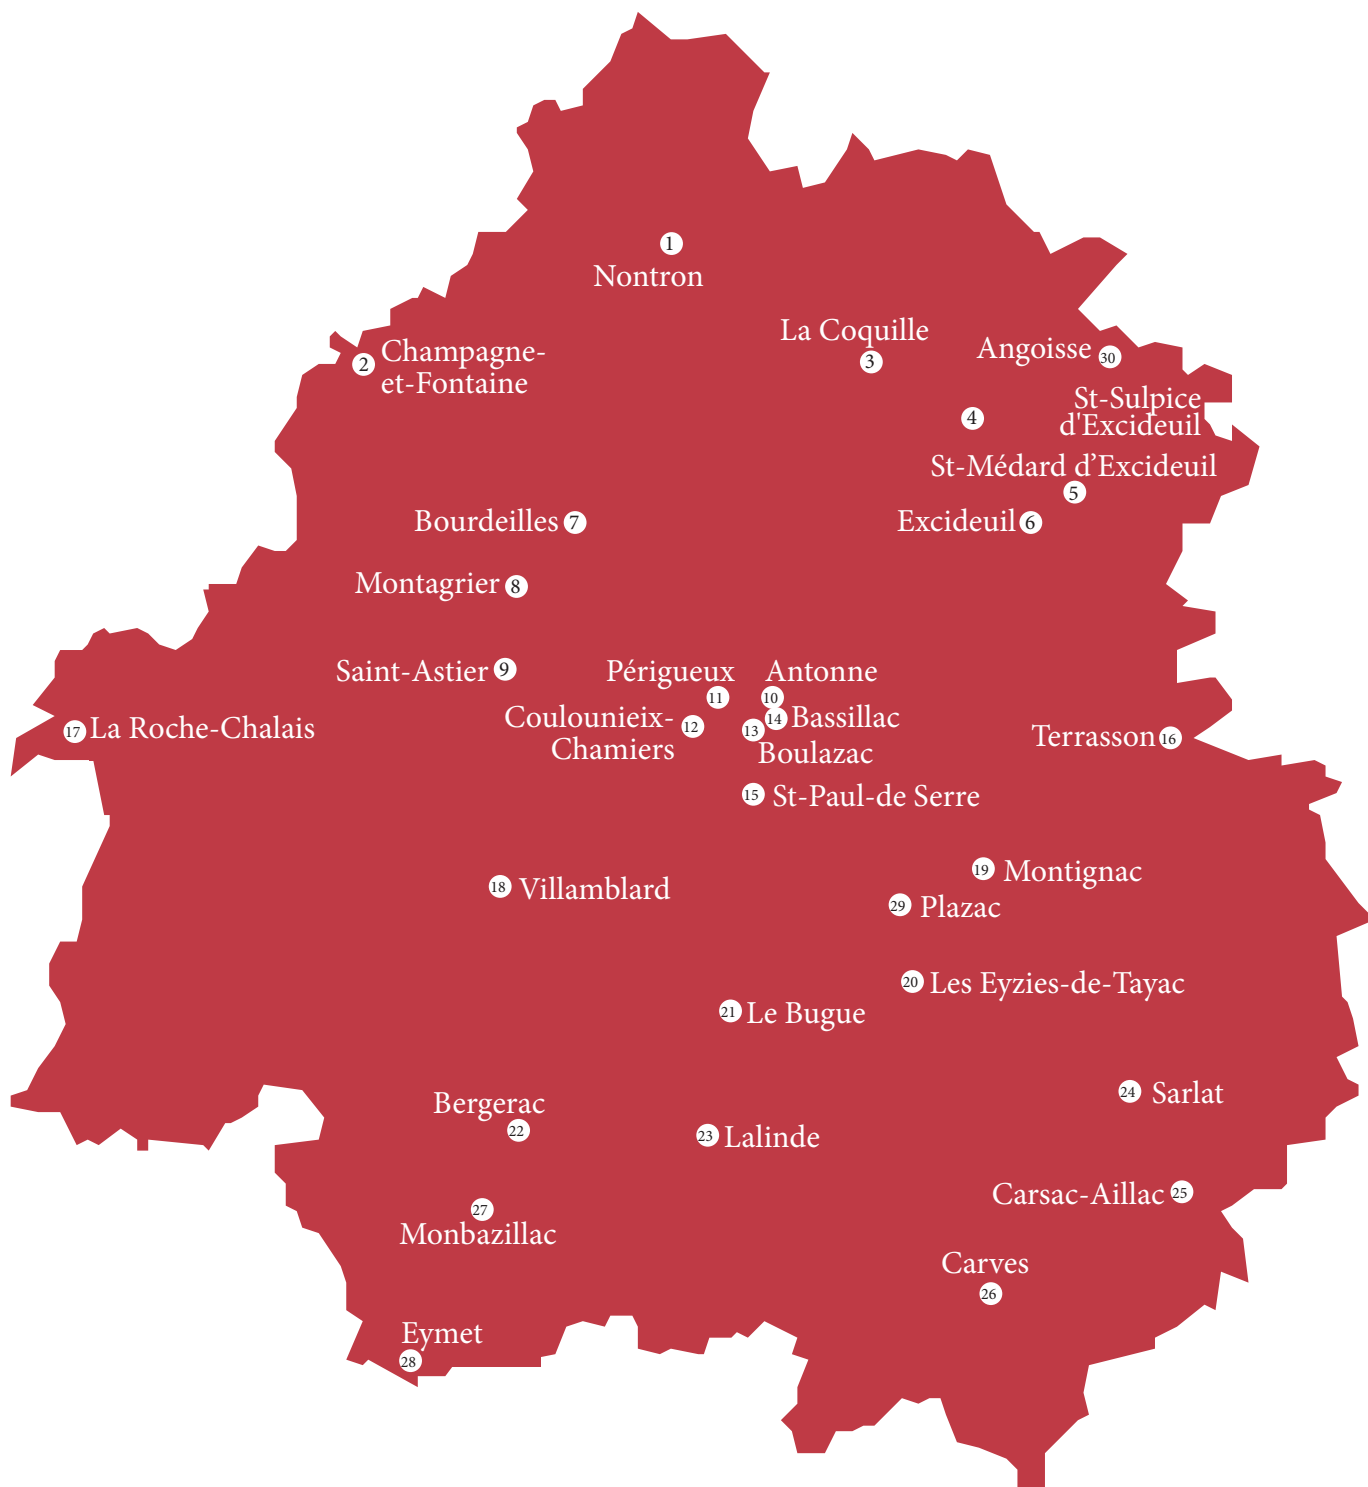 1
Nontron
La Coquille
3
Angoisse 30
2 Champagne-
et-Fontaine
St-Sulpice
d'Excideuil
4
St-Médard d’Excideuil
5
Bourdeilles 7
Excideuil 6
Montagrier 8
Saint-Astier 9
Périgueux
11
Antonne
10
Coulounieix-
Chamiers
12
14 Bassillac
13
Boulazac
17 La Roche-Chalais
Terrasson 16
15 St-Paul-de Serre
19 Montignac
18 Villamblard
29 Plazac
20 Les Eyzies-de-Tayac
21 Le Bugue
24 Sarlat
Bergerac
22
23 Lalinde
Carsac-Aillac 25
27
Monbazillac
Carves
26
Eymet
28